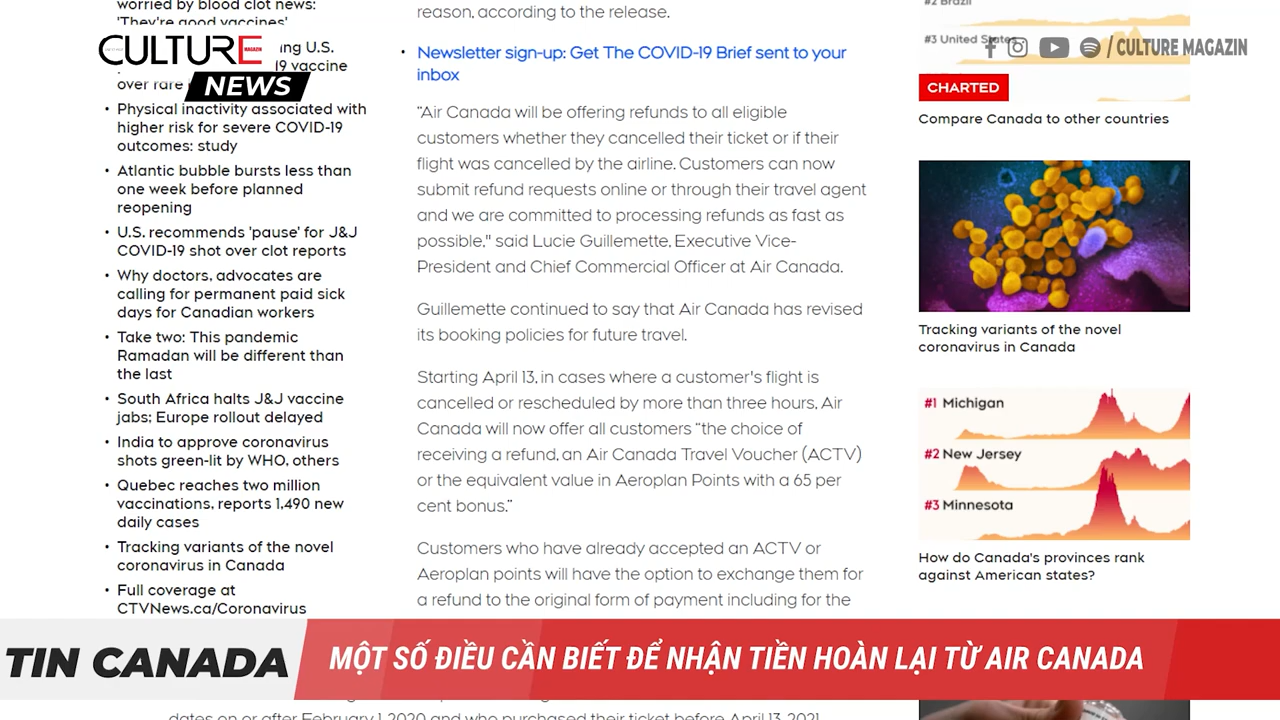 worried by blood clot news:
'They're good vaccines'
CULTURE
MAGAZIN
NEWS
ing U.S.
19 vaccine
over rare
• Physical inactivity associated with
higher risk for severe COVID-19
outcomes: study
• Atlantic bubble bursts less than
one week before planned
reopening
• U.S. recommends 'pause' for J&J
COVID-19 shot over clot reports
• Why doctors, advocates are
calling for permanent paid sick
days for Canadian workers
• Take two: This pandemic
Ramadan will be different than
the last
• South Africa halts J&J vaccine
jabs; Europe rollout delayed
• India to approve coronavirus
shots green-lit by WHO, others
• Quebec reaches two million
vaccinations, reports 1,490 new
daily cases
• Tracking variants of the novel
coronavirus in Canada
• Full coverage at
CTVNews.ca/Coronavirus
reason, according to the release.
• Newsletter sign-up: Get The COVID-19 Brief sent to your
inbox
"Air Canada will be offering refunds to all eligible
customers whether they cancelled their ticket or if their
flight was cancelled by the airline. Customers can now
submit refund requests online or through their travel agent
and we are committed to processing refunds as fast as
possible," said Lucie Guillemette, Executive Vice-
President and Chief Commercial Officer at Air Canada.
Guillemette continued to say that Air Canada has revised
its booking policies for future travel.
Starting April 13, in cases where a customer's flight is
cancelled or rescheduled by more than three hours, Air
Canada will now offer all customers "the choice of
receiving a refund, an Air Canada Travel Voucher (ACTV)
or the equivalent value in Aeroplan Points with a 65 per
cent bonus."
Customers who have already accepted an ACTV or
Aeroplan points will have the option to exchange them for
a refund to the original form of payment including for the
#2 Brazil
#3 United States
/ CULTURE MAGAZIN
CHARTED
Compare Canada to other countries
Tracking variants of the novel
coronavirus in Canada
#1 Michigan
#2 New Jersey
#3 Minnesota
How do Canada's provinces rank
against American states?
TIN CANADA
MỘT SỐ ĐIỀU CẦN BIẾT ĐỂ NHẬN TIỀN HOÀN LẠI TỪ AIR CANADA
dates on or after February 1, 2020 and who purchased their ticket before April 13, 2021.